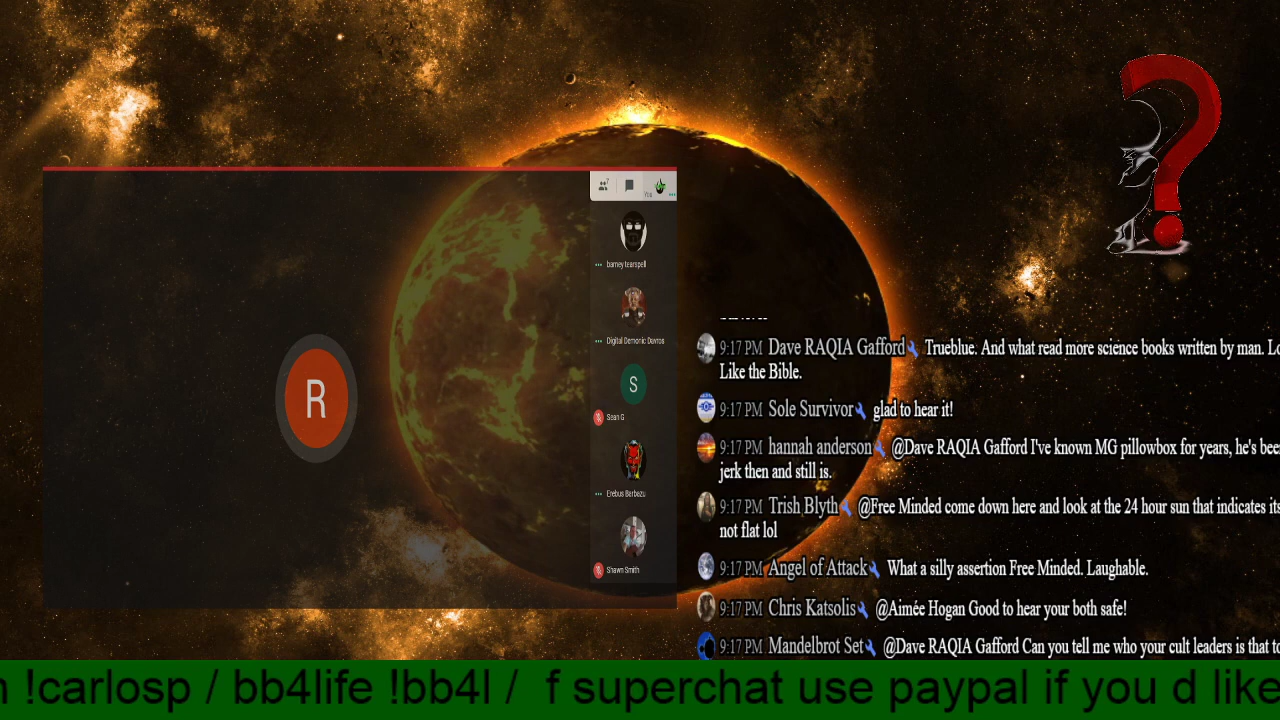 You
barney tearspell
Digital Demonic Davros
R
S
Sean G
Erebus Barbazu
Shawn Smith
9:17 PM Dave RAQIA Gafford Trueblue. And what read more science books written by man. Lo
Like the Bible.
9:17 PM Sole Survivor glad to hear it!
9:17 PM hannah anderson @Dave RAQIA Gafford I've known MG pillowbox for years, he's been
jerk then and still is.
9:17 PM Trish Blyth @Free Minded come down here and look at the 24 hour sun that indicates its
not flat lol
9:17 PM Angel of Attack What a silly assertion Free Minded. Laughable.
9:17 PM Chris Katsolis @Aimée Hogan Good to hear your both safe!
9:17 PM Mandelbrot Set @Dave RAQIA Gafford Can you tell me who your cult leaders is that to
!carlosp / bb4life !bb4l / f superchat use paypal if you d like